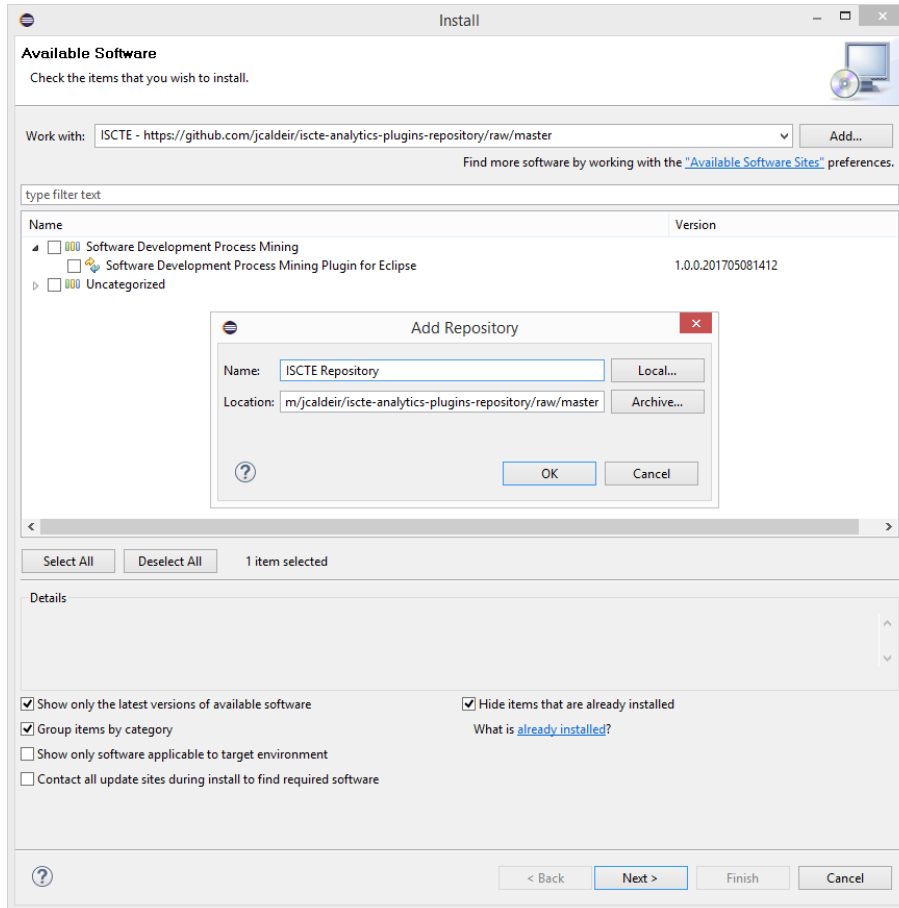 Install
Available Software
Check the items that you wish to install.
Work with: ISCTE - https://github.com/jcaldeir/iscte-analytics-plugins-repository/raw/master Add...
Find more software by working with the "Available Software Sites" preferences.
type filter text
Name Version
Software Development Process Mining
Software Development Process Mining Plugin for Eclipse 1.0.0.201705081412
Uncategorized
Add Repository
Name: ISCTE Repository Local...
Location: m/jcaldeir/iscte-analytics-plugins-repository/raw/master Archive...
OK Cancel
Select All Deselect All 1 item selected
Details
Show only the latest versions of available software Hide items that are already installed
Group items by category What is already installed?
Show only software applicable to target environment
Contact all update sites during install to find required software
< Back Next > Finish Cancel